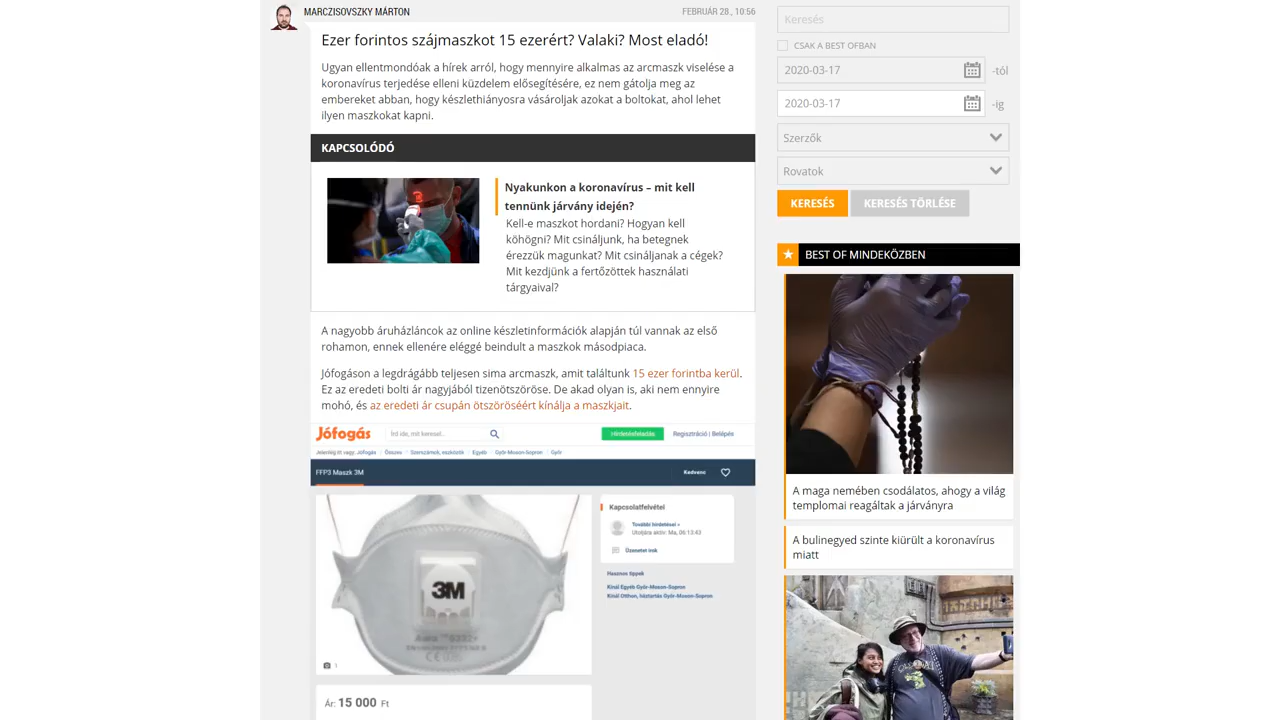 MARCZISOVSZKY MÁRTON
FEBRUÁR 28., 10:56
Ezer forintos szájmaszkot 15 ezerért? Valaki? Most eladó!
Ugyan ellentmondóak a hírek arról, hogy mennyire alkalmas az arcmaszk viselése a
koronavírus terjedése elleni küzdelem elősegítésére, ez nem gátolja meg az
embereket abban, hogy készlethiányosra vásároljak azokat a boltokat, ahol lehet
ilyen maszkokat kapni.
KAPCSOLÓDÓ
Nyakunkon a koronavírus – mit kell
tennünk járvány idején?
Kell-e maszkot hordani? Hogyan kell
köhögni? Mit csináljunk, ha betegnek
érezzük magunkat? Mit csináljanak a cégek?
Mit kezdjünk a fertőzöttek használati
tárgyaival?
A nagyobb áruházláncok az online készletinformációk alapján túl vannak az első
rohamon, ennek ellenére eléggé beindult a maszkok másodpiaca.
Jófogáson a legdrágább teljesen sima arcmaszk, amit találtunk 15 ezer forintba kerül.
Ez az eredeti bolti ár nagyjából tizenötszöröse. De akad olyan is, aki nem ennyire
mohó, és az eredeti ár csupán ötszöröséért kínálja a maszkjait.
Jófogás
Írd ide, mit keresel..
Hirdetésfeladás
Regisztráció | Belépés
Jelenleg itt vagy: Jófogás
Összes
Szerszámok, eszközök
Egyéb
Győr-Moson-Sopron
Győr
FFP3 Maszk 3M
Kedvenc
3M
1
Ár: 15 000 Ft
Kapcsolatfelvétel
További hirdetései »
Utoljára aktív: Ma, 06:13:43
Üzenetet írok
Hasznos tippek
Kínál Egyéb Győr-Moson-Sopron
Kínál Otthon, háztartás Győr-Moson-Sopron
Keresés
CSAK A BEST OFBAN
2020-03-17
-tól
2020-03-17
-ig
Szerzők
Rovatok
KERESÉS
KERESÉS TÖRLÉSE
BEST OF MINDEKÖZBEN
A maga nemében csodálatos, ahogy a világ
templomai reagáltak a járványra
A bulinegyed szinte kiürült a koronavírus
miatt